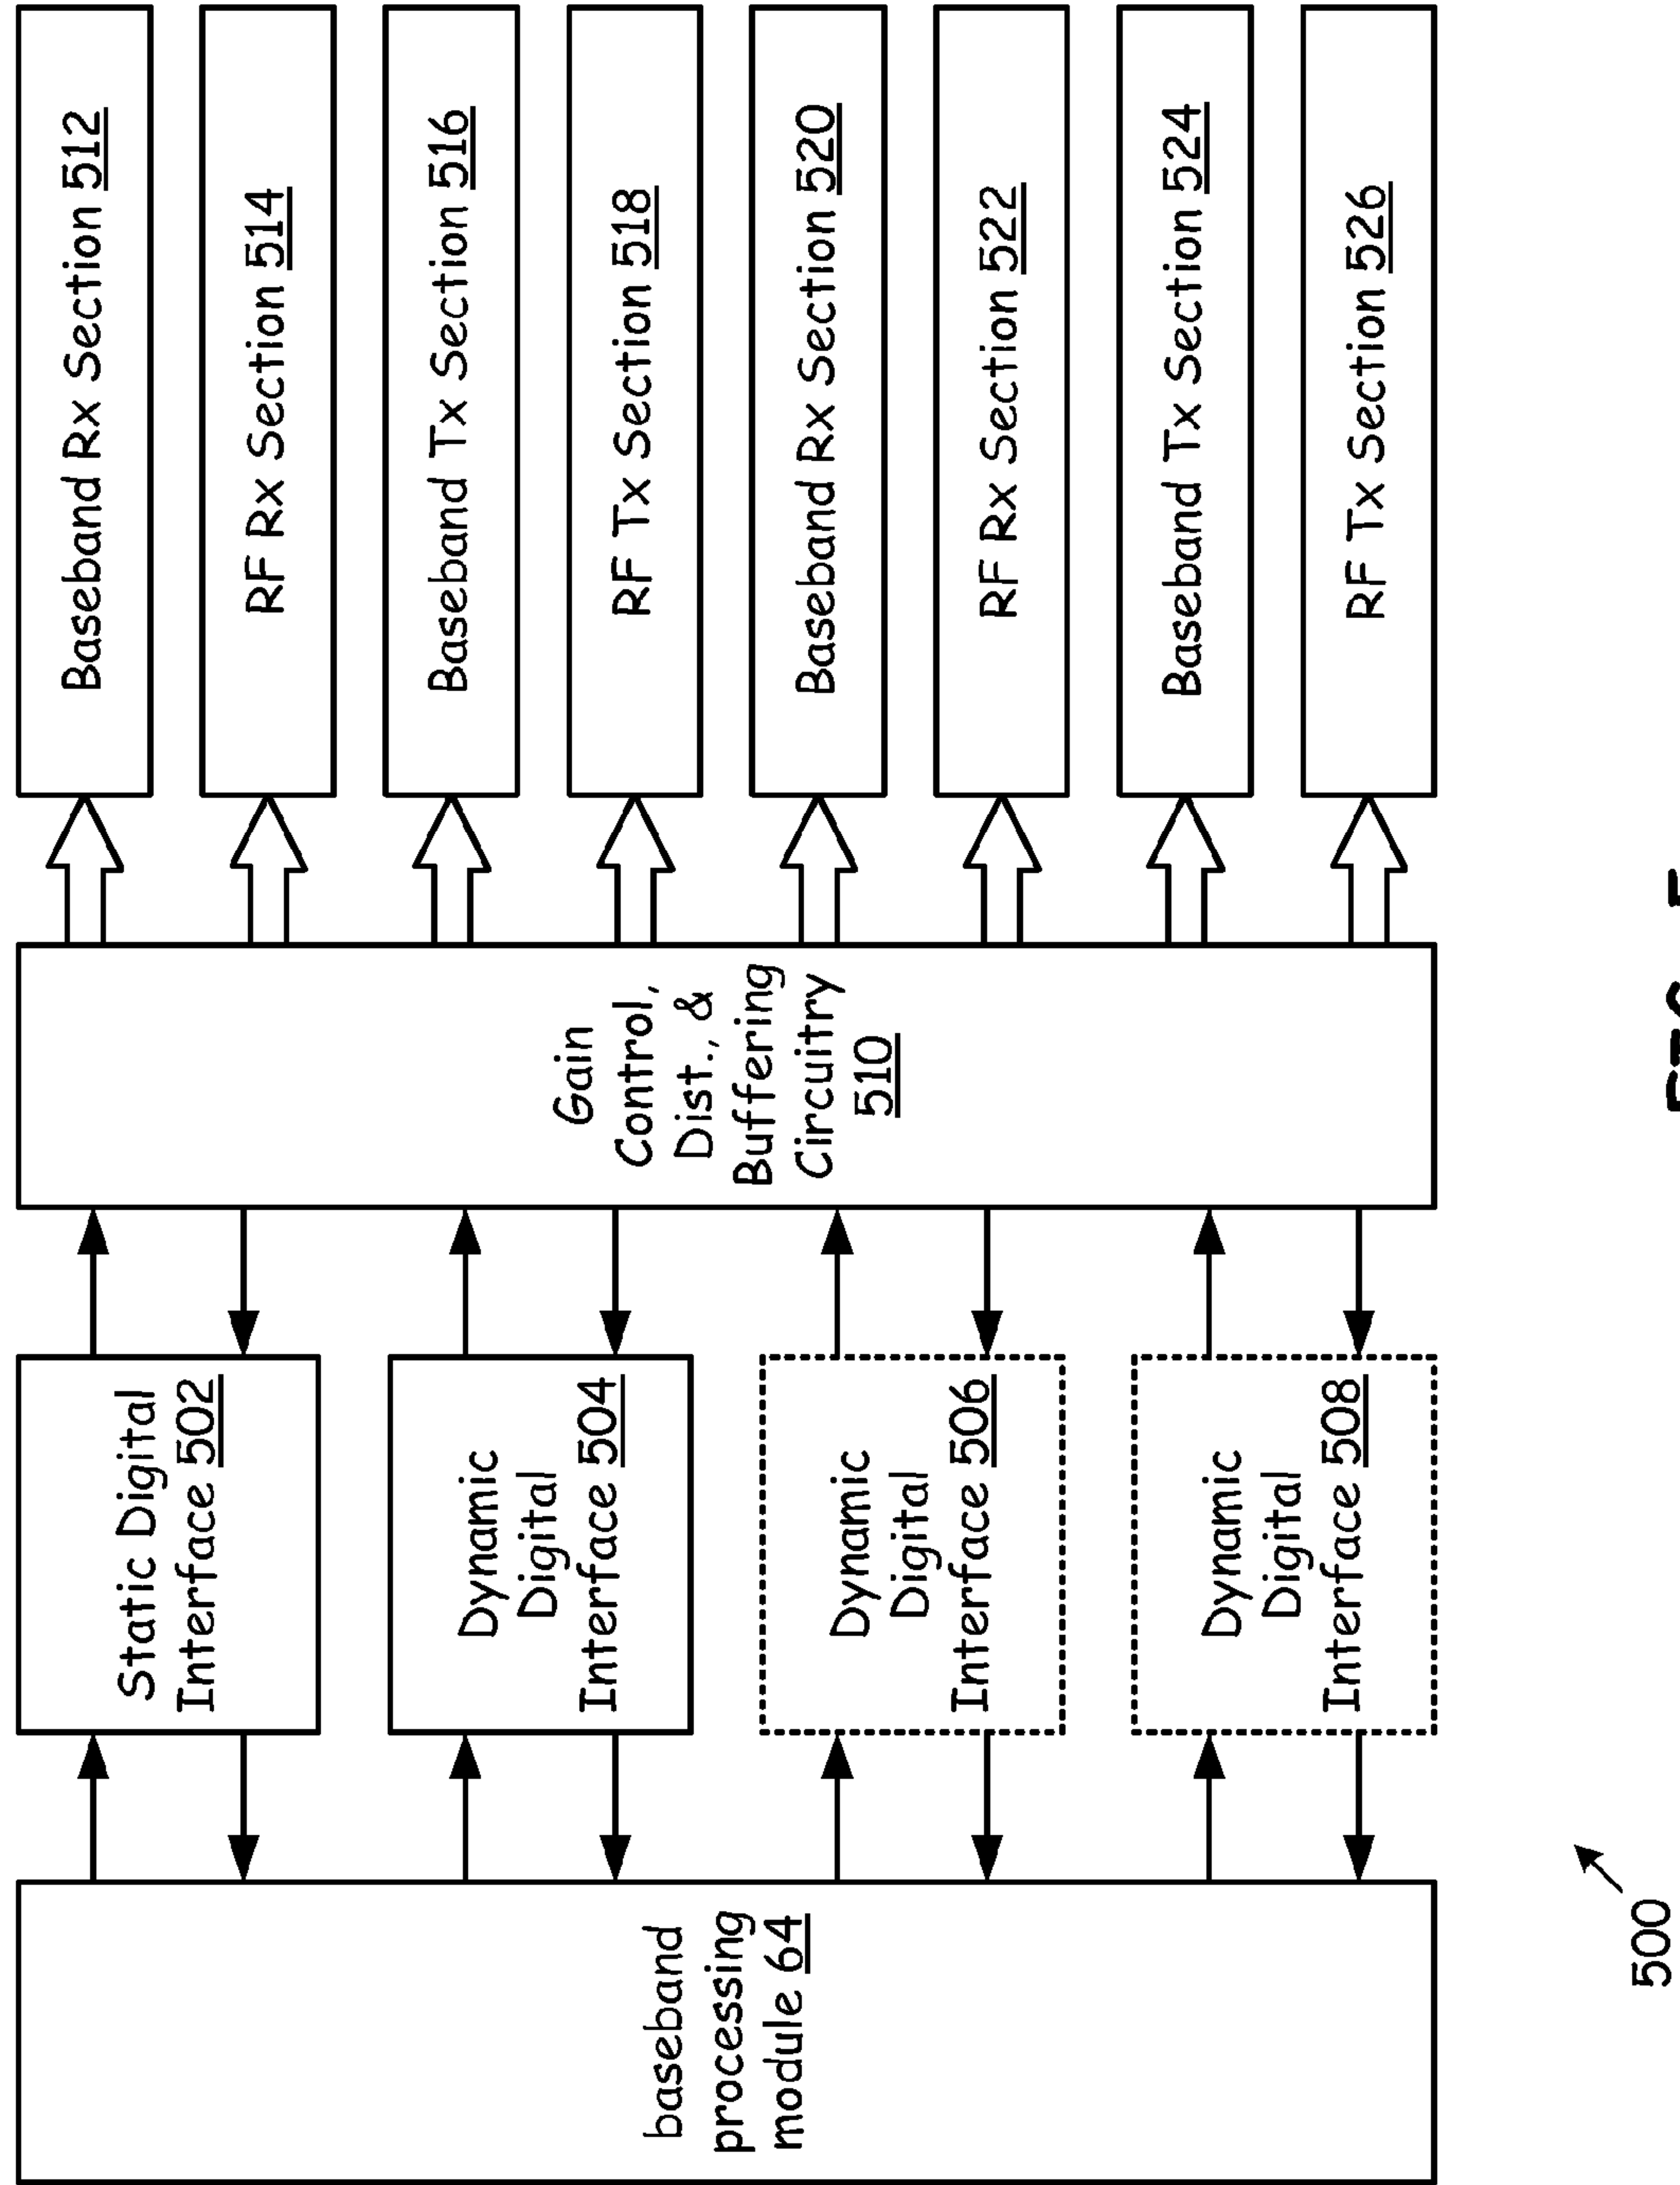 baseband
processing
module 64
Static Digital
Interface 502
Dynamic
Digital
Interface 504
Dynamic
Digital
Interface 506
Dynamic
Digital
Interface 508
Gain
Control,
Dist., &
Buffering
Circuitry
510
Baseband Rx Section 512
RF Rx Section 514
Baseband Tx Section 516
RF Tx Section 518
Baseband Rx Section 520
RF Rx Section 522
Baseband Tx Section 524
RF Tx Section 526
500